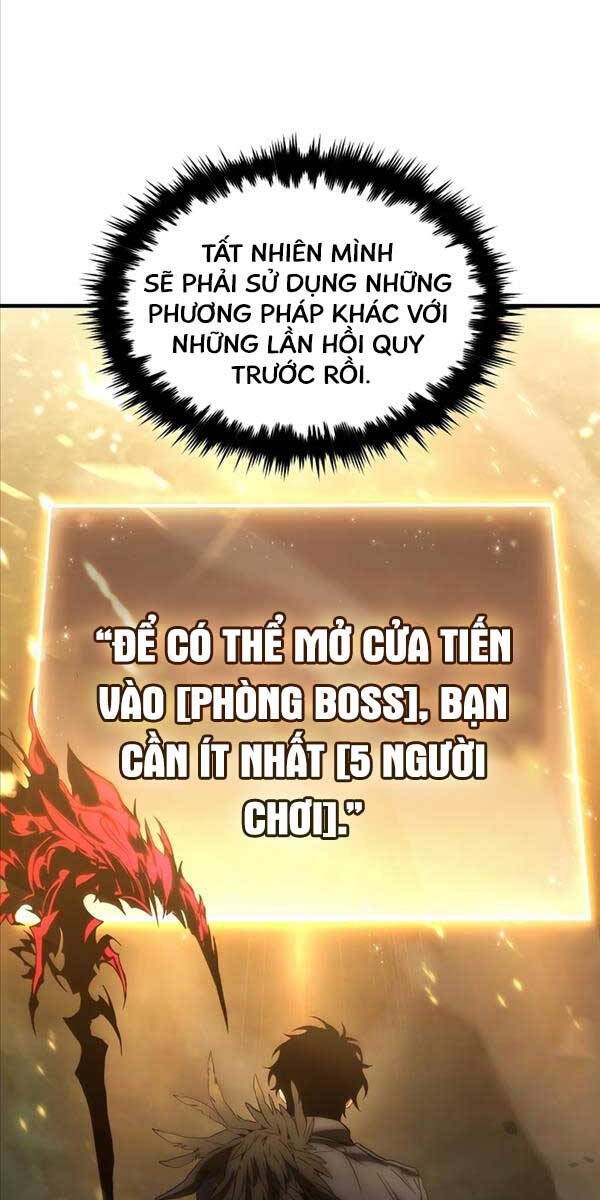 TẤT NHIÊN MÌNH
SẼ PHẢI SỬ DỤNG NHỮNG
PHƯƠNG PHÁP KHÁC VỚI
NHỮNG LẦN HỒI QUY
TRƯỚC RỒI.
“ĐỂ CÓ THỂ MỞ CỬA TIẾN
VÀO [PHÒNG BOSS], BẠN
CẦN ÍT NHẤT [5 NGƯỜI
CHƠI].”